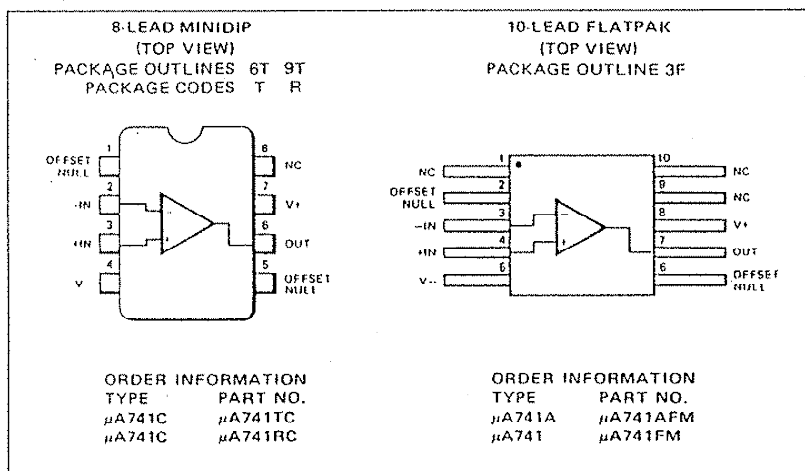 8-LEAD MINIDIP
(TOP VIEW)
PACKAGE OUTLINES 6T 9T
PACKAGE CODES T R
1
OFFSET
NULL
2
-IN
3
+IN
4
V
8
NC
7
V+
6
OUT
5
OFFSET
NULL
-
+
ORDER INFORMATION
TYPE PART NO.
μA741C μA741TC
μA741C μA741RC
10-LEAD FLATPAK
(TOP VIEW)
PACKAGE OUTLINE 3F
1
NC
2
OFFSET
NULL
3
-IN
4
+IN
5
V-
10
NC
9
NC
8
V+
7
OUT
6
OFFSET
NULL
-
+
ORDER INFORMATION
TYPE PART NO.
μA741A μA741AFM
μA741 μA741FM